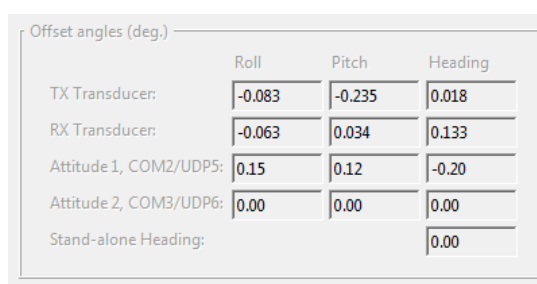 Offset angles (deg.)
Roll Pitch Heading
TX Transducer: -0.083 -0.235 0.018
RX Transducer: -0.063 0.034 0.133
Attitude 1, COM2/UDP5: 0.15 0.12 -0.20
Attitude 2, COM3/UDP6: 0.00 0.00 0.00
Stand-alone Heading: 0.00